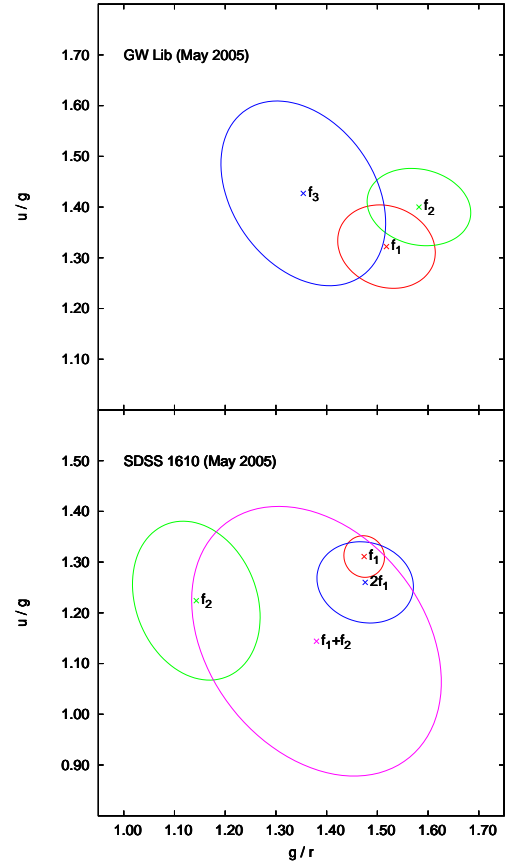 GW Lib (May 2005)
1.70
1.60
1.50
1.40
1.30
1.20
1.10
u / g
f3
f2
f1
SDSS 1610 (May 2005)
1.50
1.40
1.30
1.20
1.10
1.00
0.90
u / g
f1
2f1
f2
f1+f2
1.00 1.10 1.20 1.30 1.40 1.50 1.60 1.70
g / r